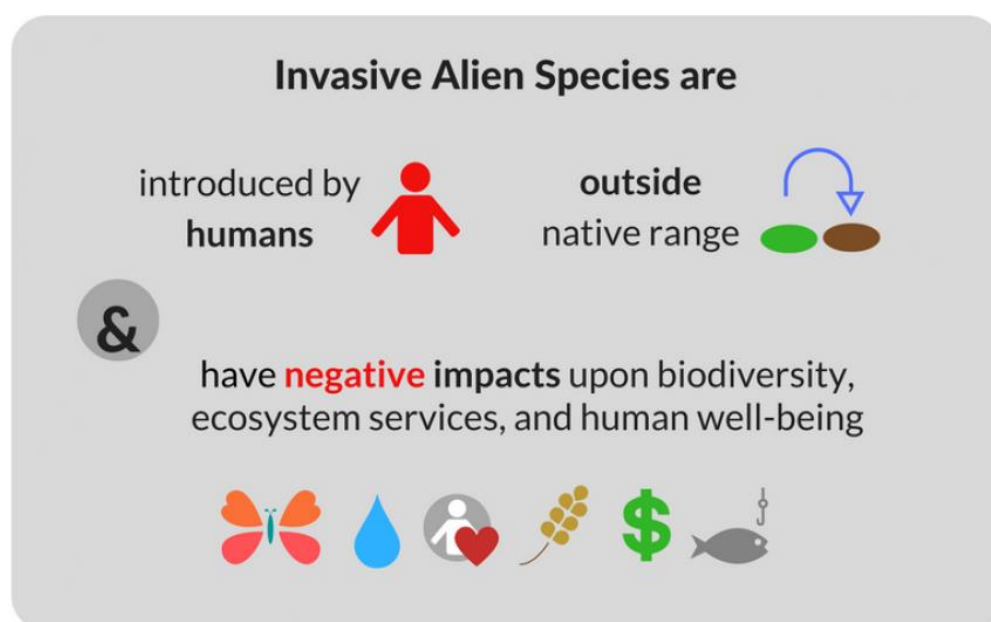 Invasive Alien Species are
introduced by
humans
outside
native range
&
have negative impacts upon biodiversity,
ecosystem services, and human well-being
$